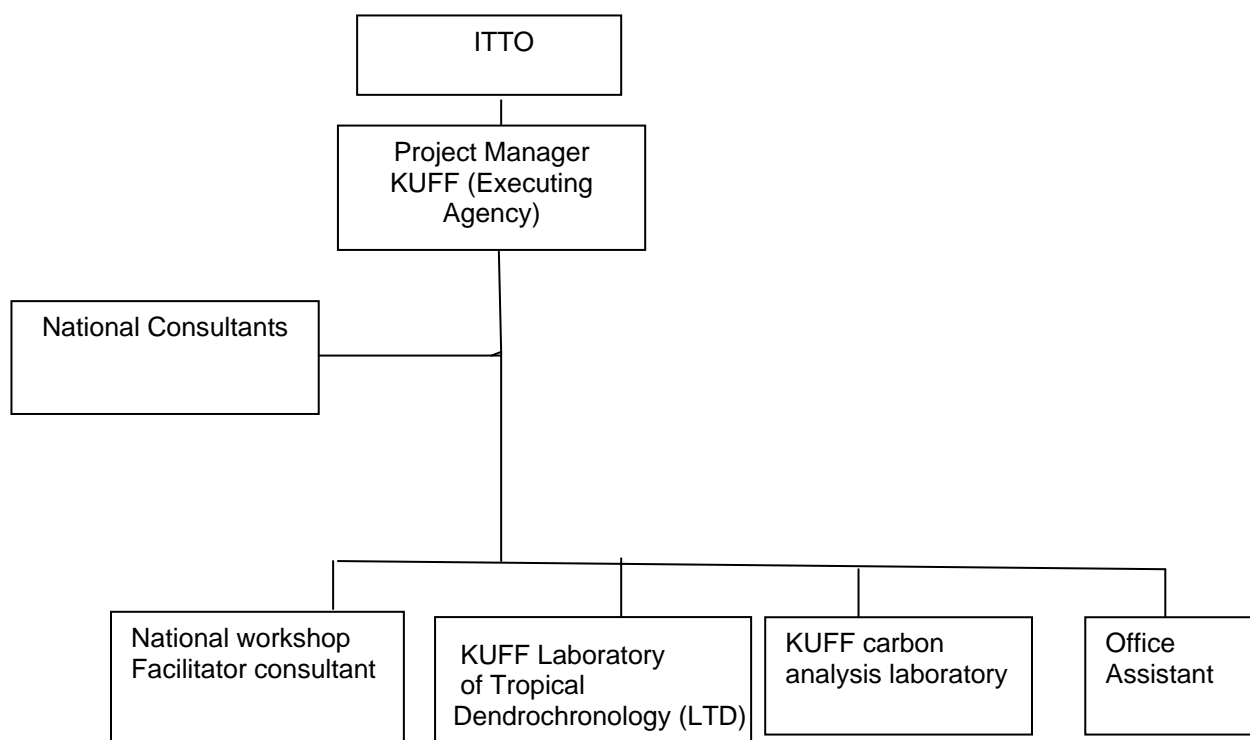 ITTO
Project Manager
KUFF (Executing
Agency)
National Consultants
National workshop
Facilitator consultant
KUFF Laboratory
of Tropical
Dendrochronology (LTD)
KUFF carbon
analysis laboratory
Office
Assistant